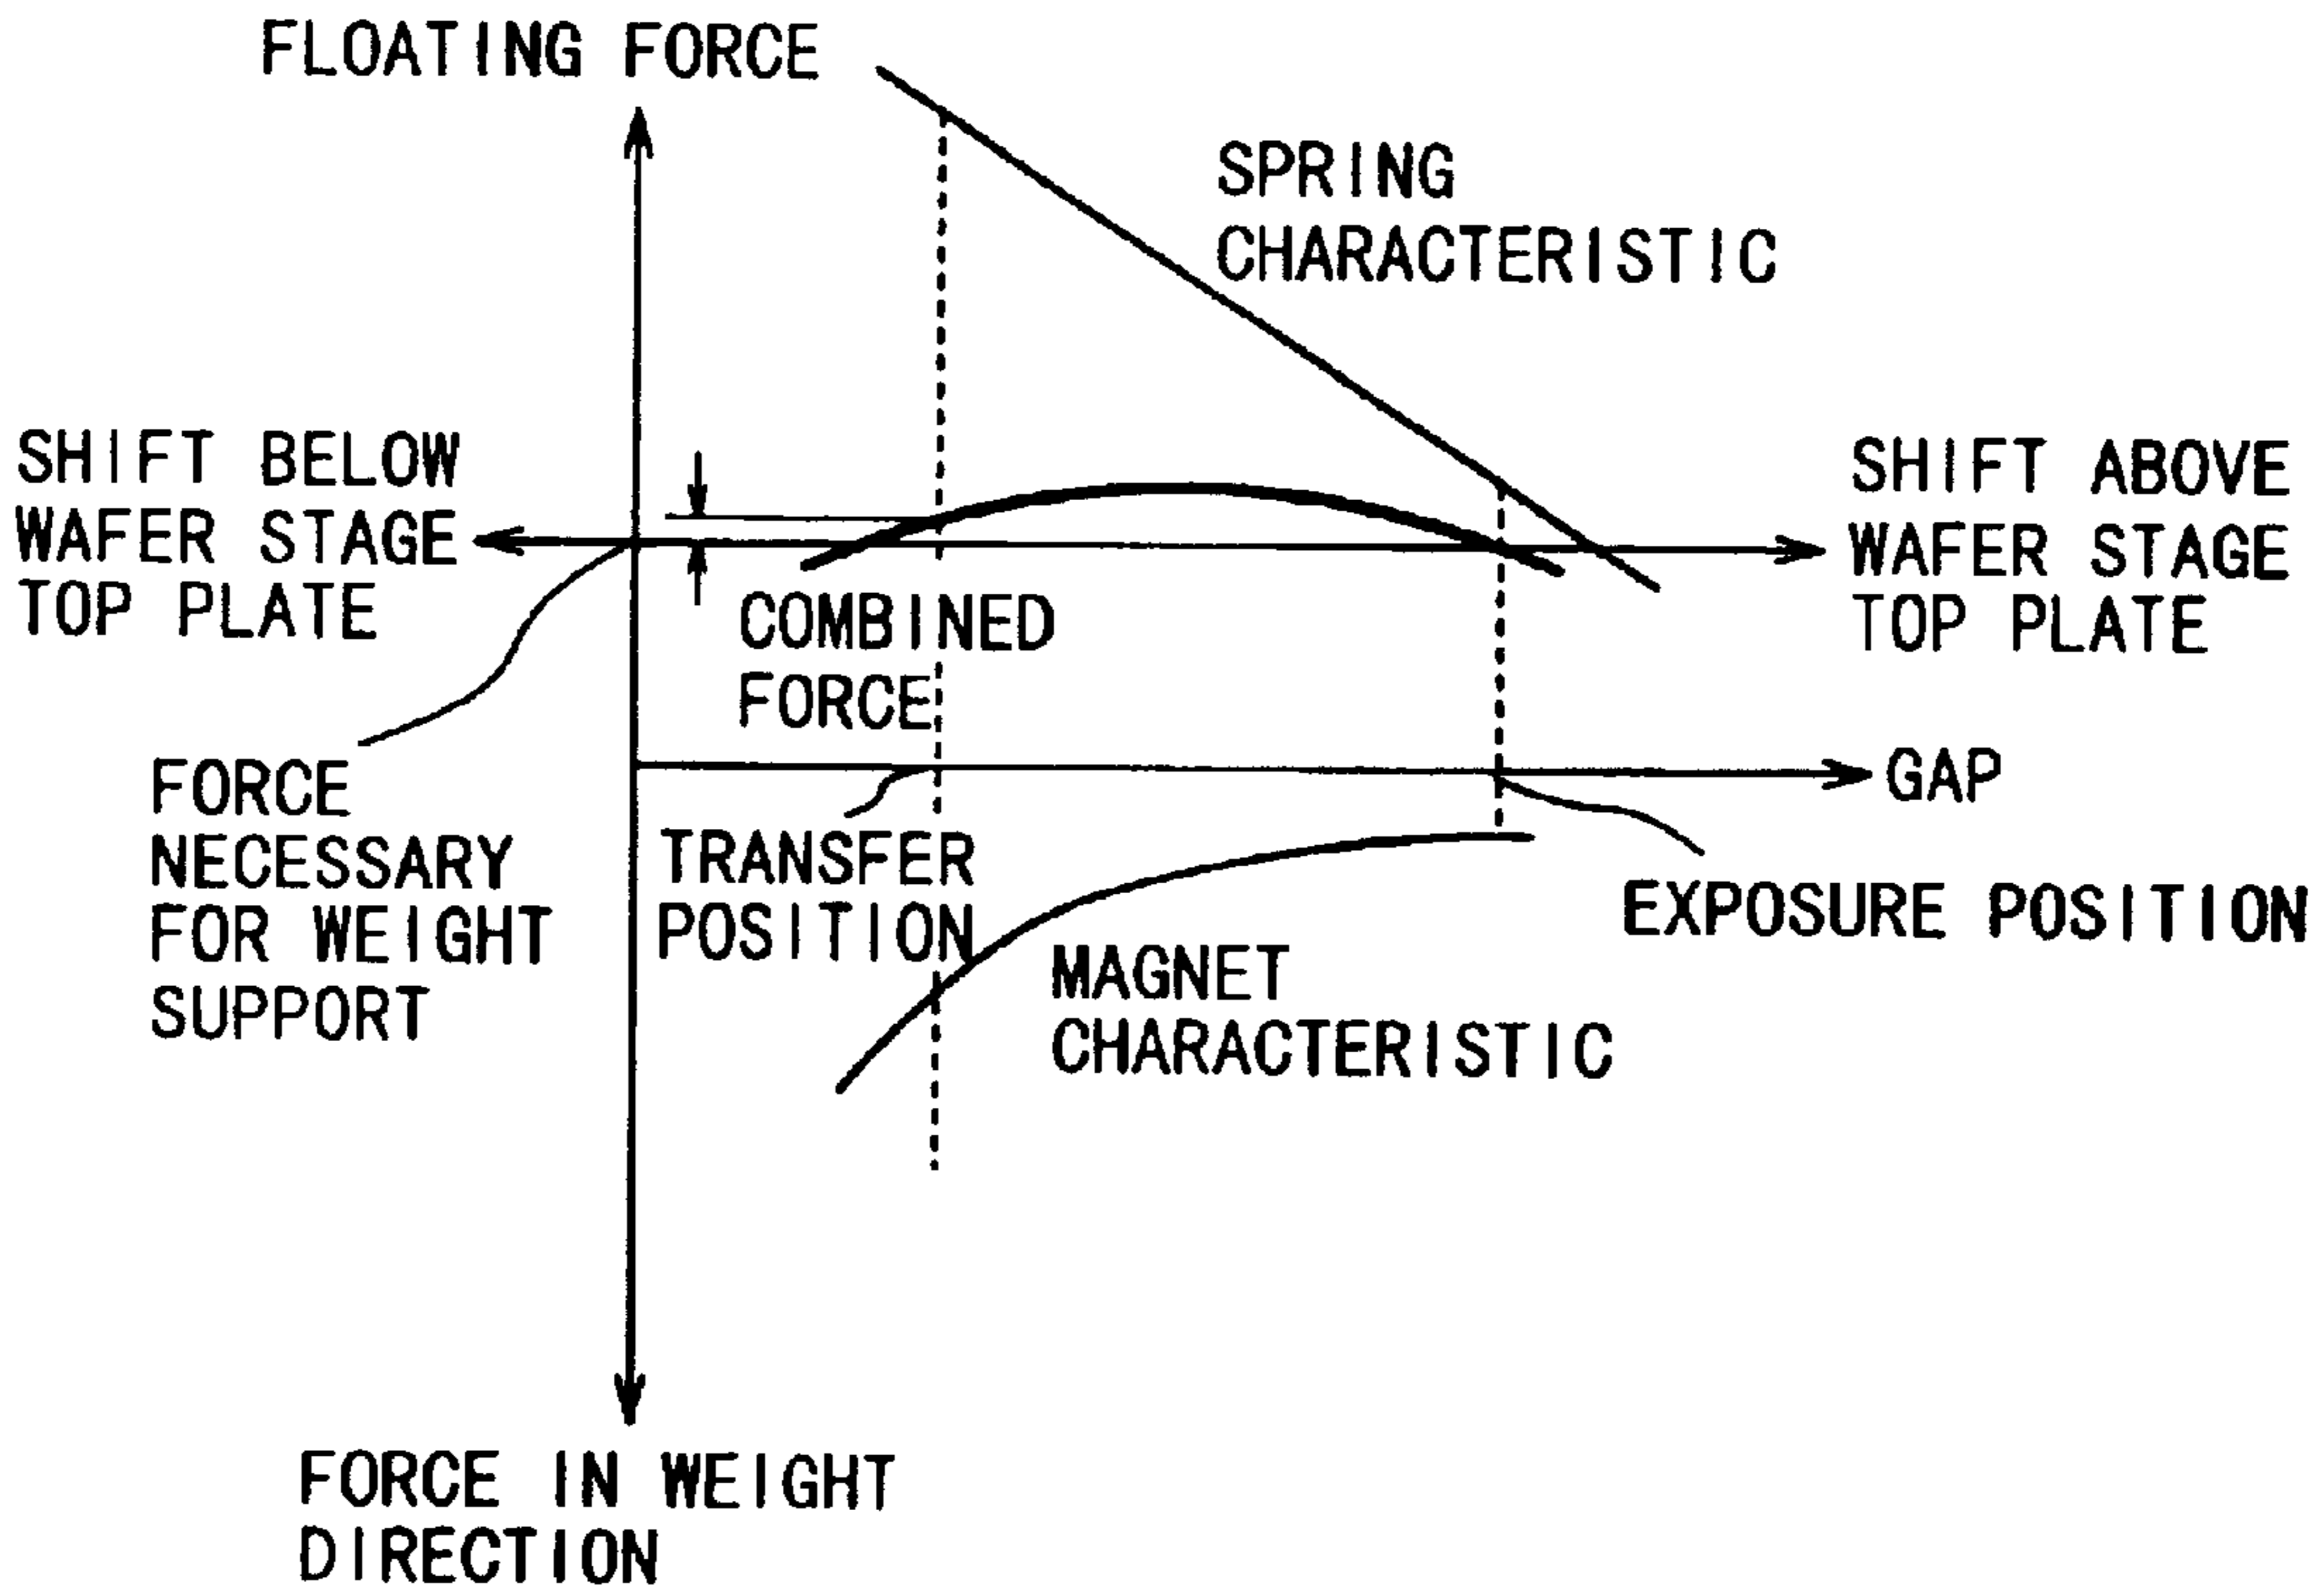 FLOATING FORCE
SPRING
CHARACTERISTIC
SHIFT BELOW
WAFER STAGE
TOP PLATE
SHIFT ABOVE
WAFER STAGE
TOP PLATE
COMBINED
FORCE
GAP
FORCE
NECESSARY
FOR WEIGHT
SUPPORT
TRANSFER
POSITION
EXPOSURE POSITION
MAGNET
CHARACTERISTIC
FORCE IN WEIGHT
DIRECTION